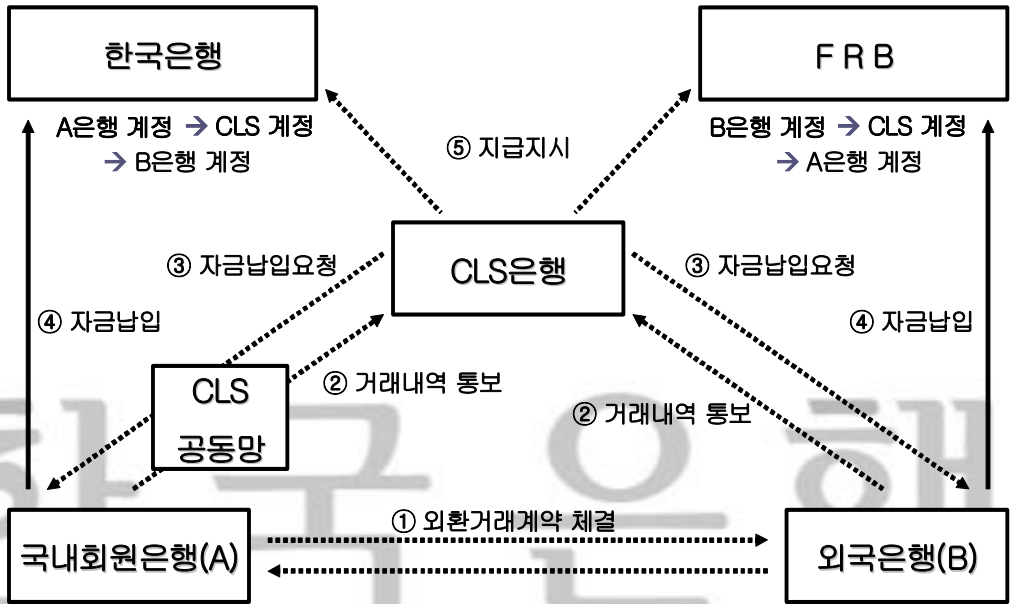 한국은행
F R B
A은행 계정 → CLS 계정
→ B은행 계정
B은행 계정 → CLS 계정
→ A은행 계정
⑤ 지급지시
CLS은행
③ 자금납입요청
③ 자금납입요청
④ 자금납입
④ 자금납입
CLS
공동망
② 거래내역 통보
② 거래내역 통보
① 외환거래계약 체결
국내회원은행(A)
외국은행(B)
한국은행